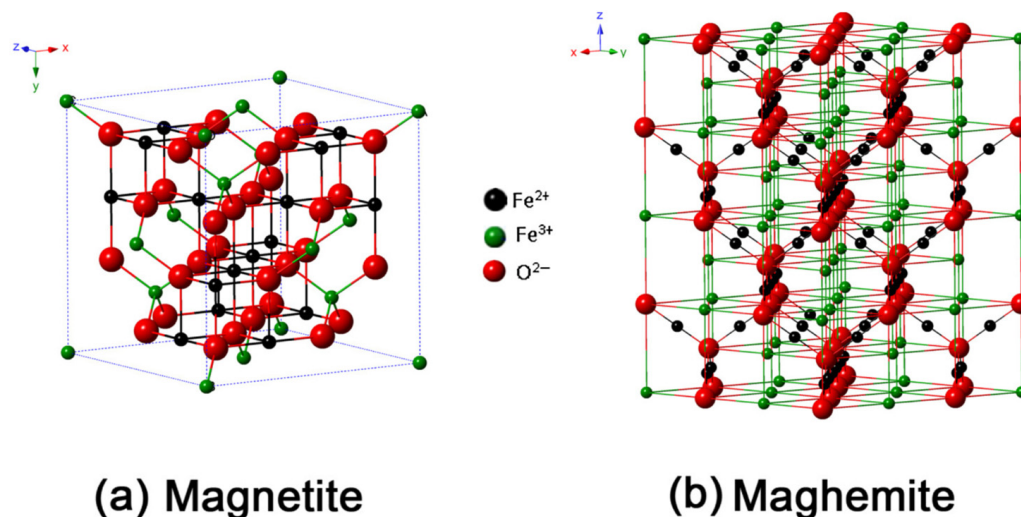 z x
y
z
x y
Fe²⁺
Fe³⁺
O²⁻
(a) Magnetite
(b) Maghemite